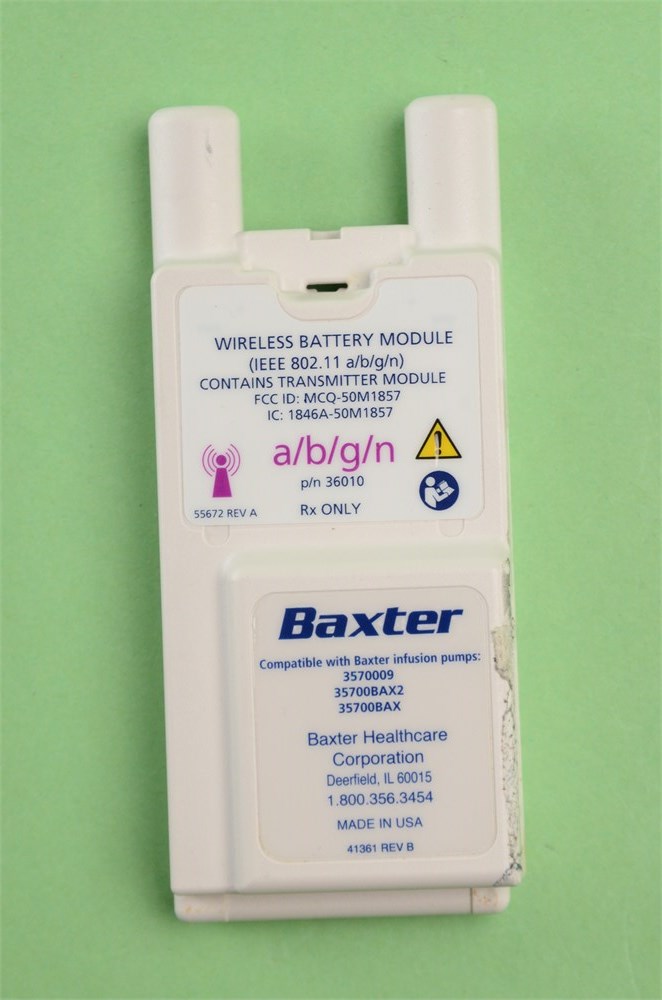 WIRELESS BATTERY MODULE
(IEEE 802.11 a/b/g/n)
CONTAINS TRANSMITTER MODULE
FCC ID: MCQ-50M1857
IC: 1846A-50M1857
a/b/g/n
p/n 36010
55672 REV A
Rx ONLY
Baxter
Compatible with Baxter infusion pumps:
3570009
35700BAX2
35700BAX
Baxter Healthcare
Corporation
Deerfield, IL 60015
1.800.356.3454
MADE IN USA
41361 REV B